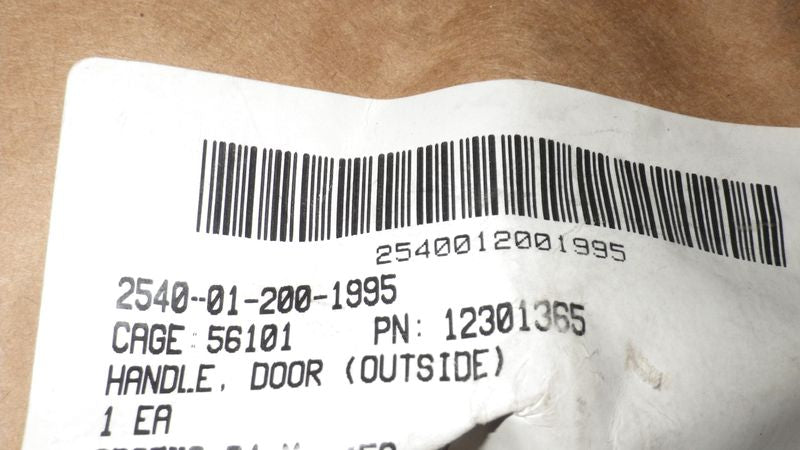 2540012001995
2540-01-200-1995
CAGE: 56101 PN: 12301365
HANDLE, DOOR (OUTSIDE)
1 EA